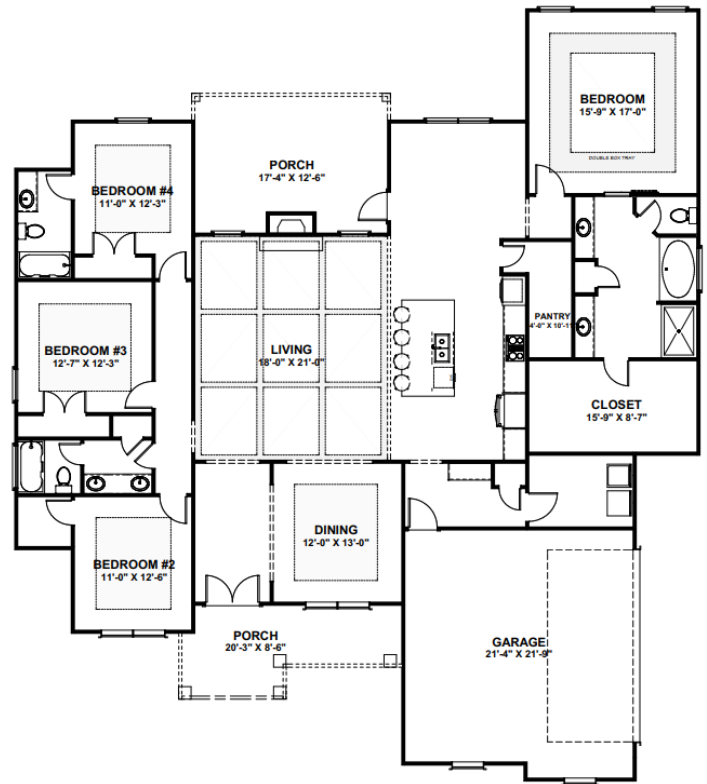 BEDROOM
15'-9" X 17'-0"
DOUBLE BOX TRAY
PORCH
17'-4" X 12'-6"
BEDROOM #4
11'-0" X 12'-3"
PANTRY
LIVING
18'-0" X 21'-0"
BEDROOM #3
12'-7" X 12'-3"
CLOSET
15'-9" X 8'-7"
DINING
12'-0" X 13'-0"
BEDROOM #2
11'-0" X 12'-6"
PORCH
20'-3" X 8'-6"
GARAGE
21'-4" X 21'-9"